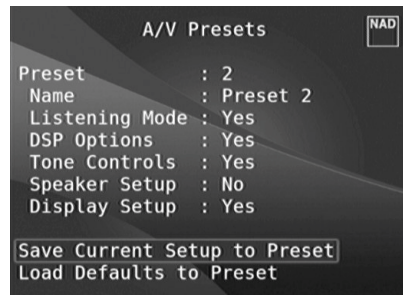 A/V Presets
NAD
Preset : 2
Name : Preset 2
Listening Mode : Yes
DSP Options : Yes
Tone Controls : Yes
Speaker Setup : No
Display Setup : Yes
Save Current Setup to Preset
Load Defaults to Preset